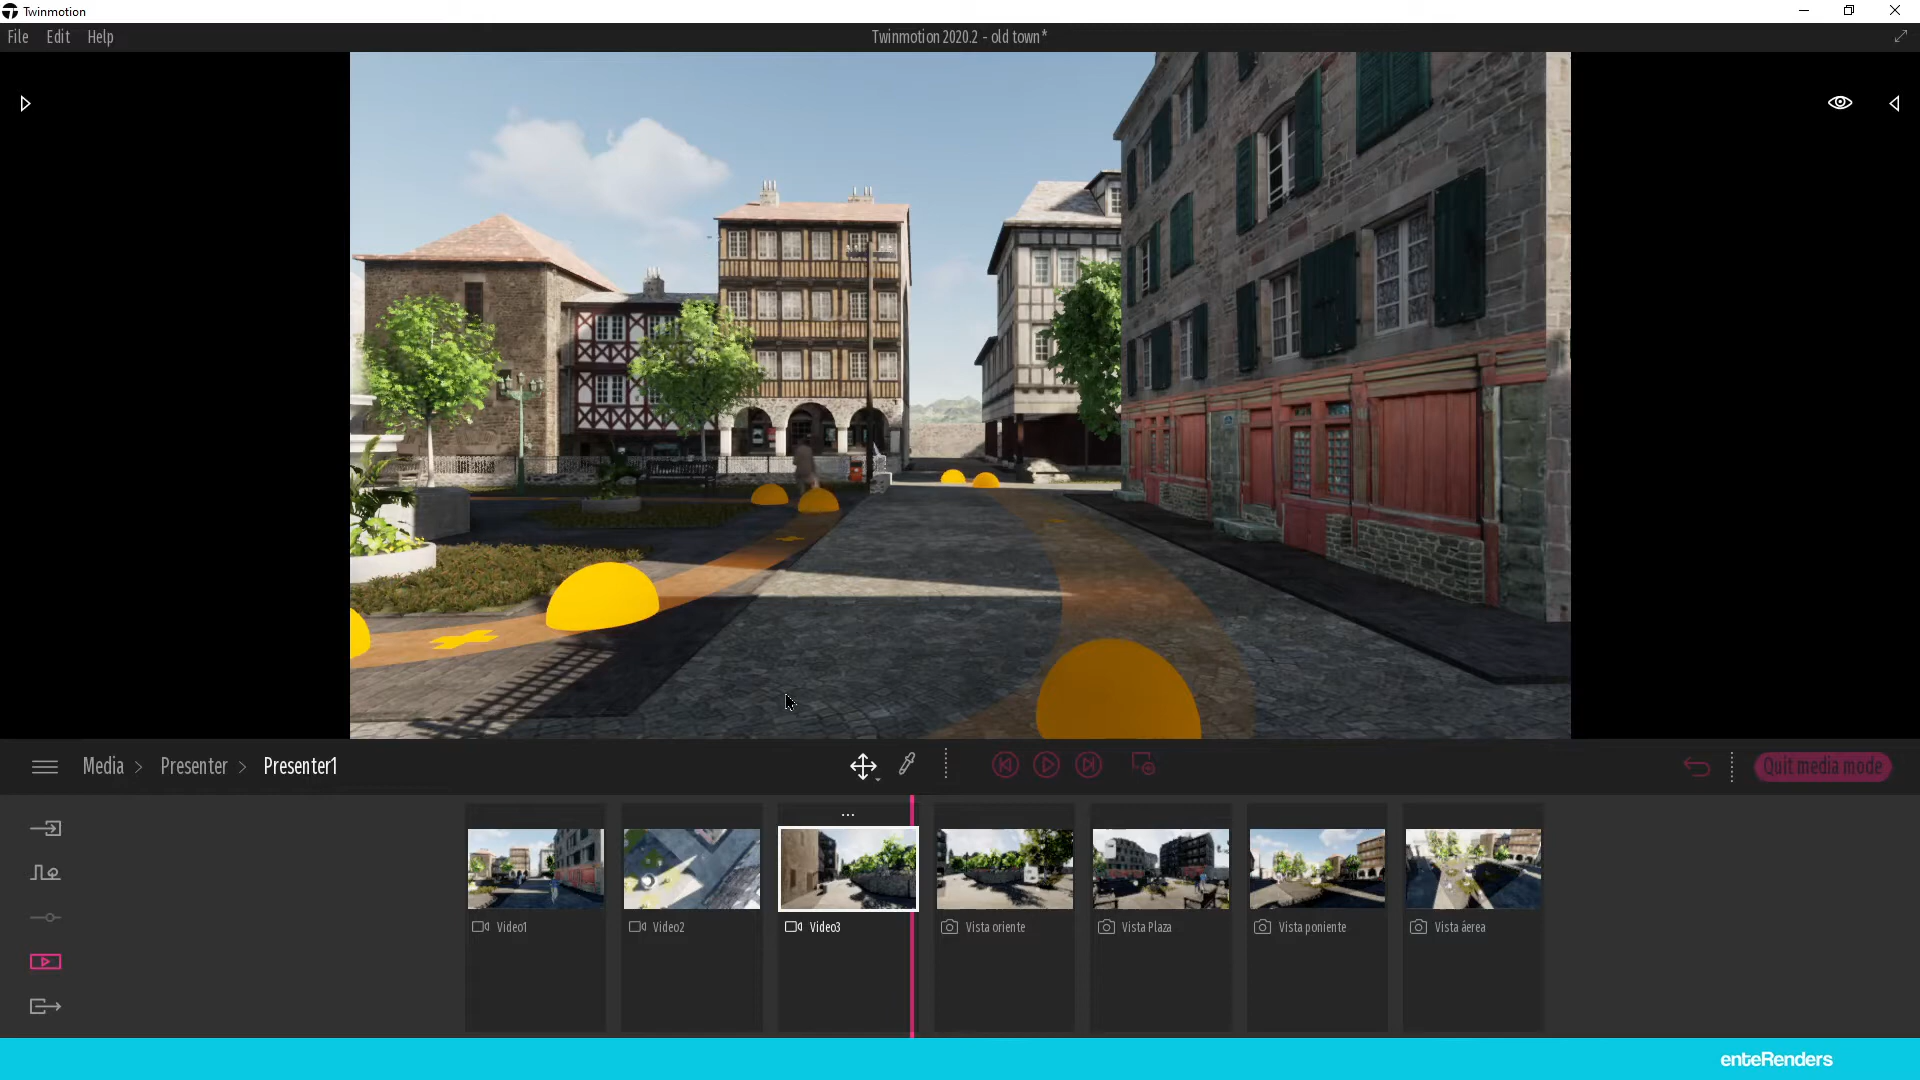 Twinmotion
File Edit Help
Twinmotion 2020.2 - old town*
Media > Presenter > Presenter1
Quit media mode
...
Video1
Video2
Video3
Vista oriente
Vista Plaza
Vista poniente
Vista áerea
enteRenders